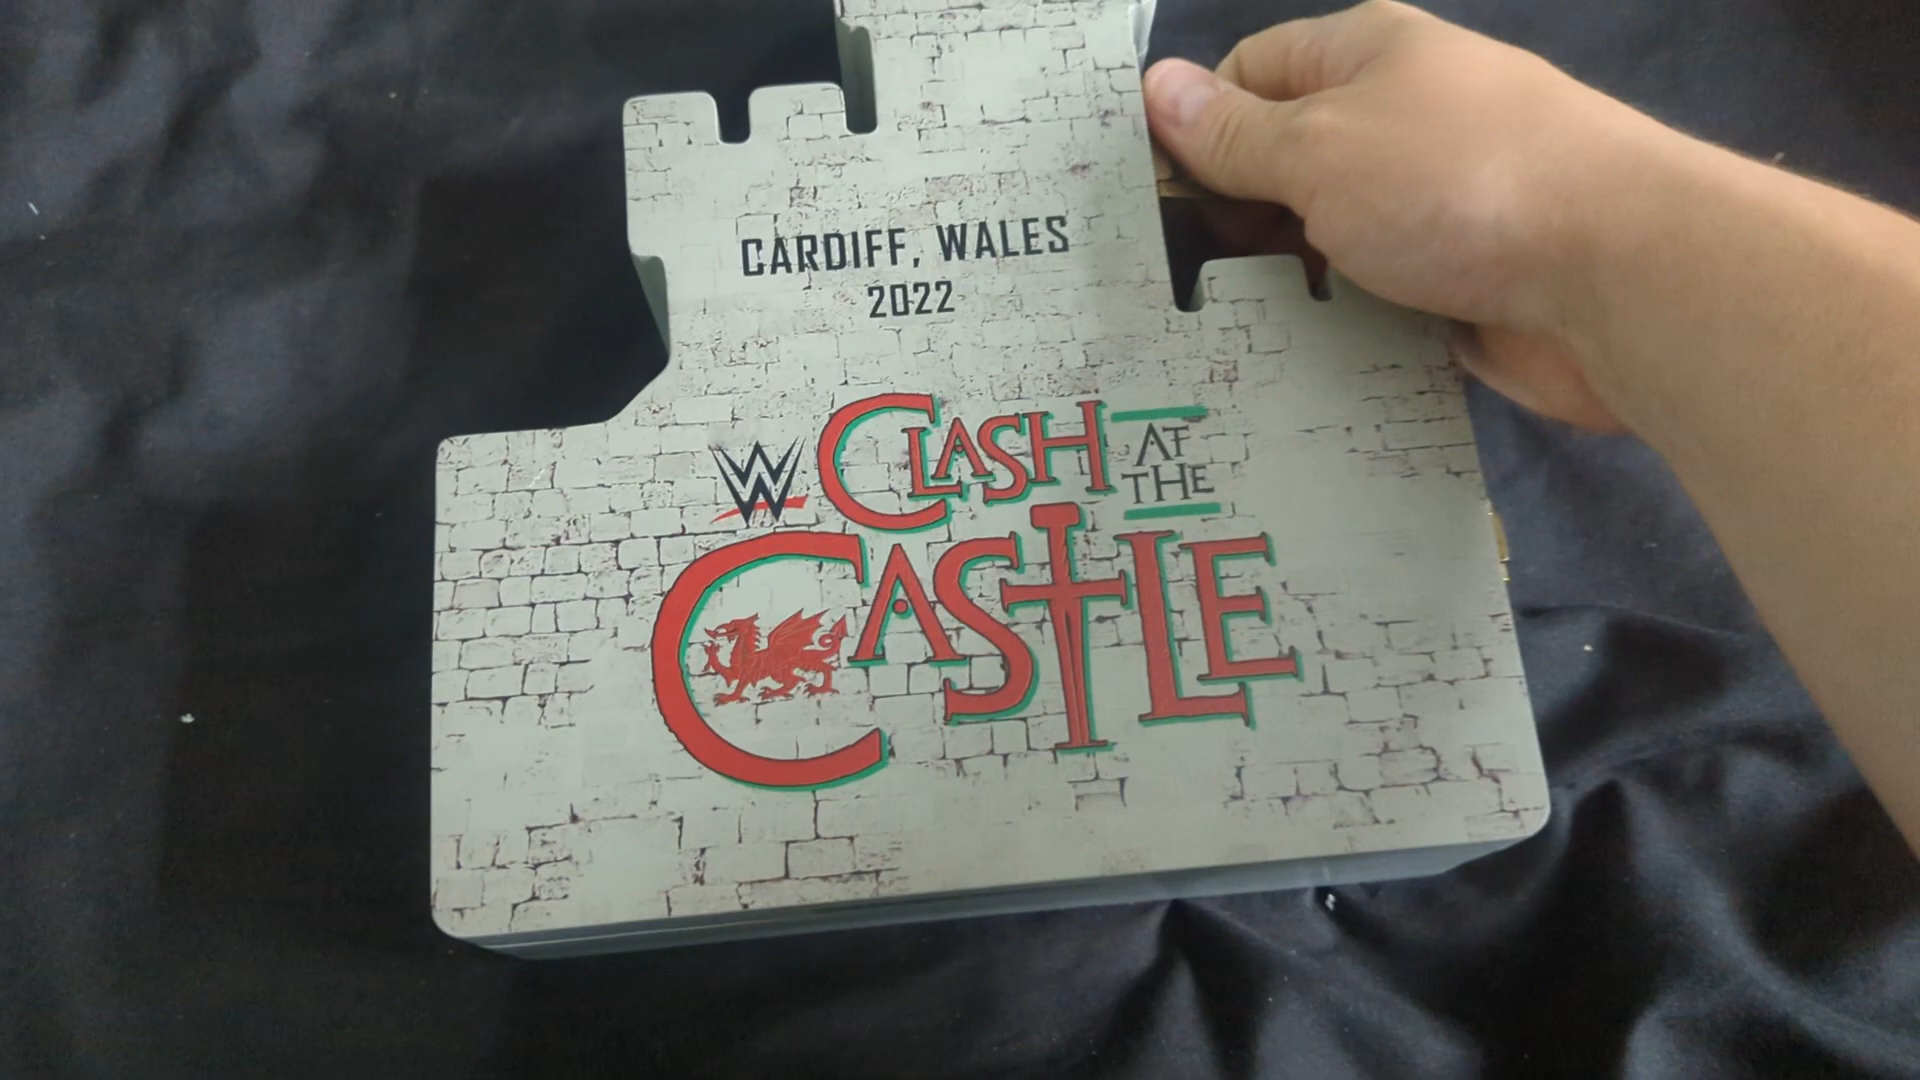 CARDIFF, WALES
2022
W CLASH AT THE
CASTLE